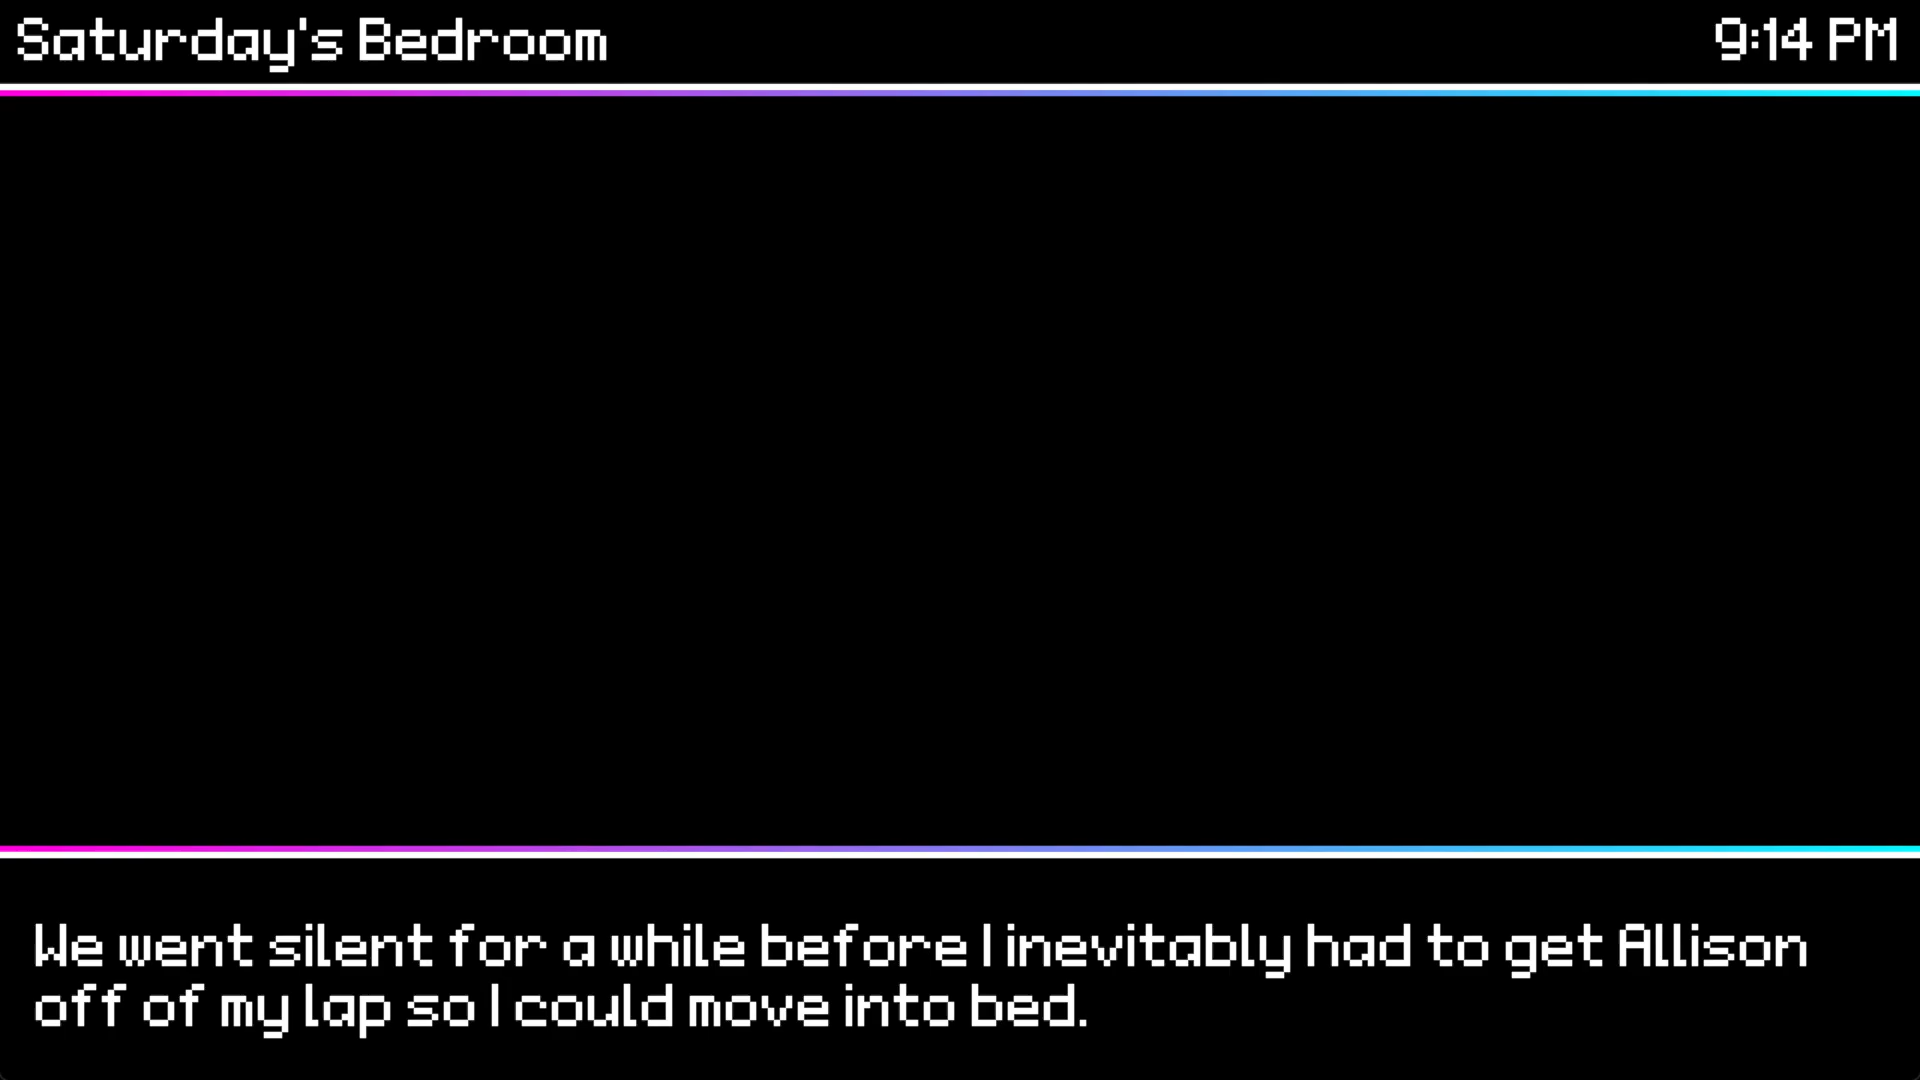 Saturday's Bedroom
9:14 PM
We went silent for a while before I inevitably had to get Allison
off of my lap so I could move into bed.